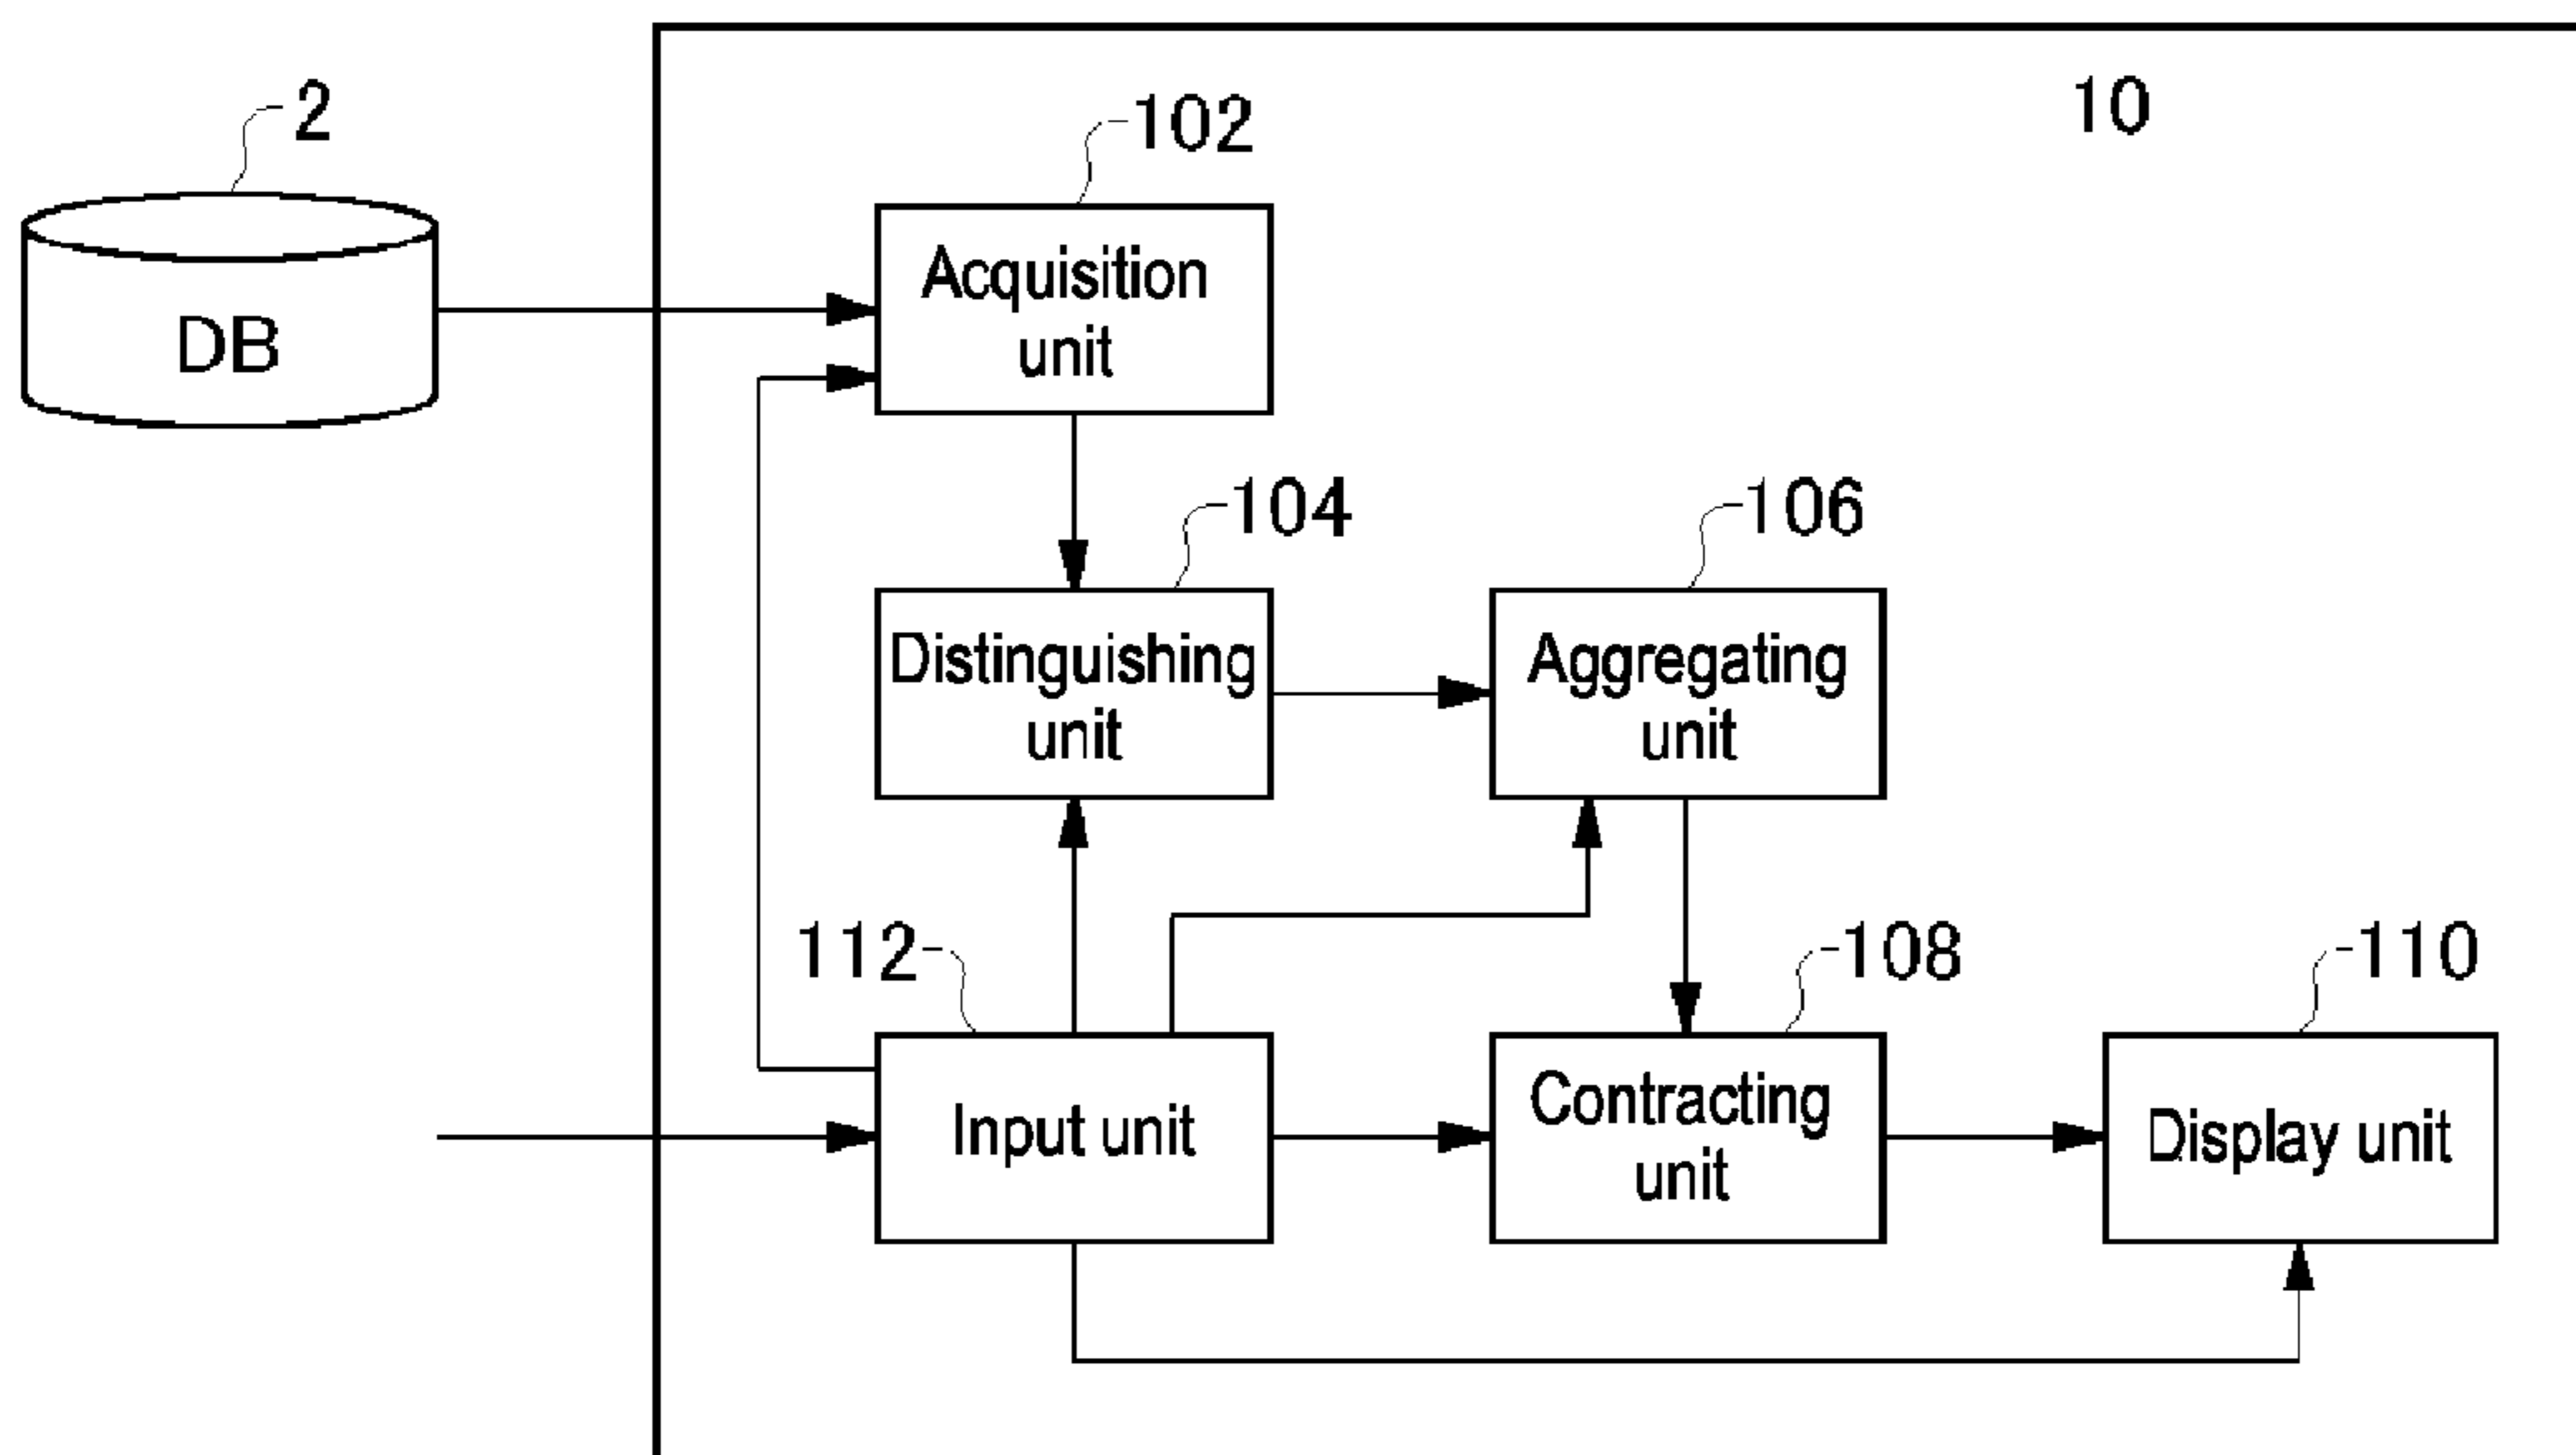 10
2
102
DB
Acquisition
unit
104
106
Distinguishing
unit
Aggregating
unit
112
108
110
Input unit
Contracting
unit
Display unit